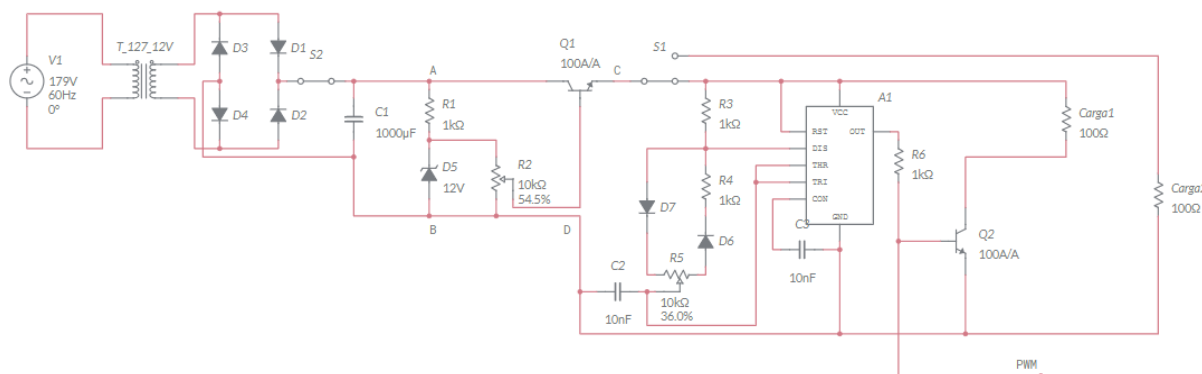 V1
179V
60Hz
0°
T_127_12V
D3
D1
D4
D2
S2
C1
1000µF
A
R1
1kΩ
D5
12V
R2
10kΩ
54.5%
B
D
Q1
100A/A
C
S1
R3
1kΩ
R4
1kΩ
D7
D6
R5
10kΩ
36.0%
C2
10nF
A1
VCC
RST
OUT
DIS
THR
TRI
CON
GND
C3
10nF
R6
1kΩ
Q2
100A/A
Carga1
100Ω
Carga
100Ω
PWM